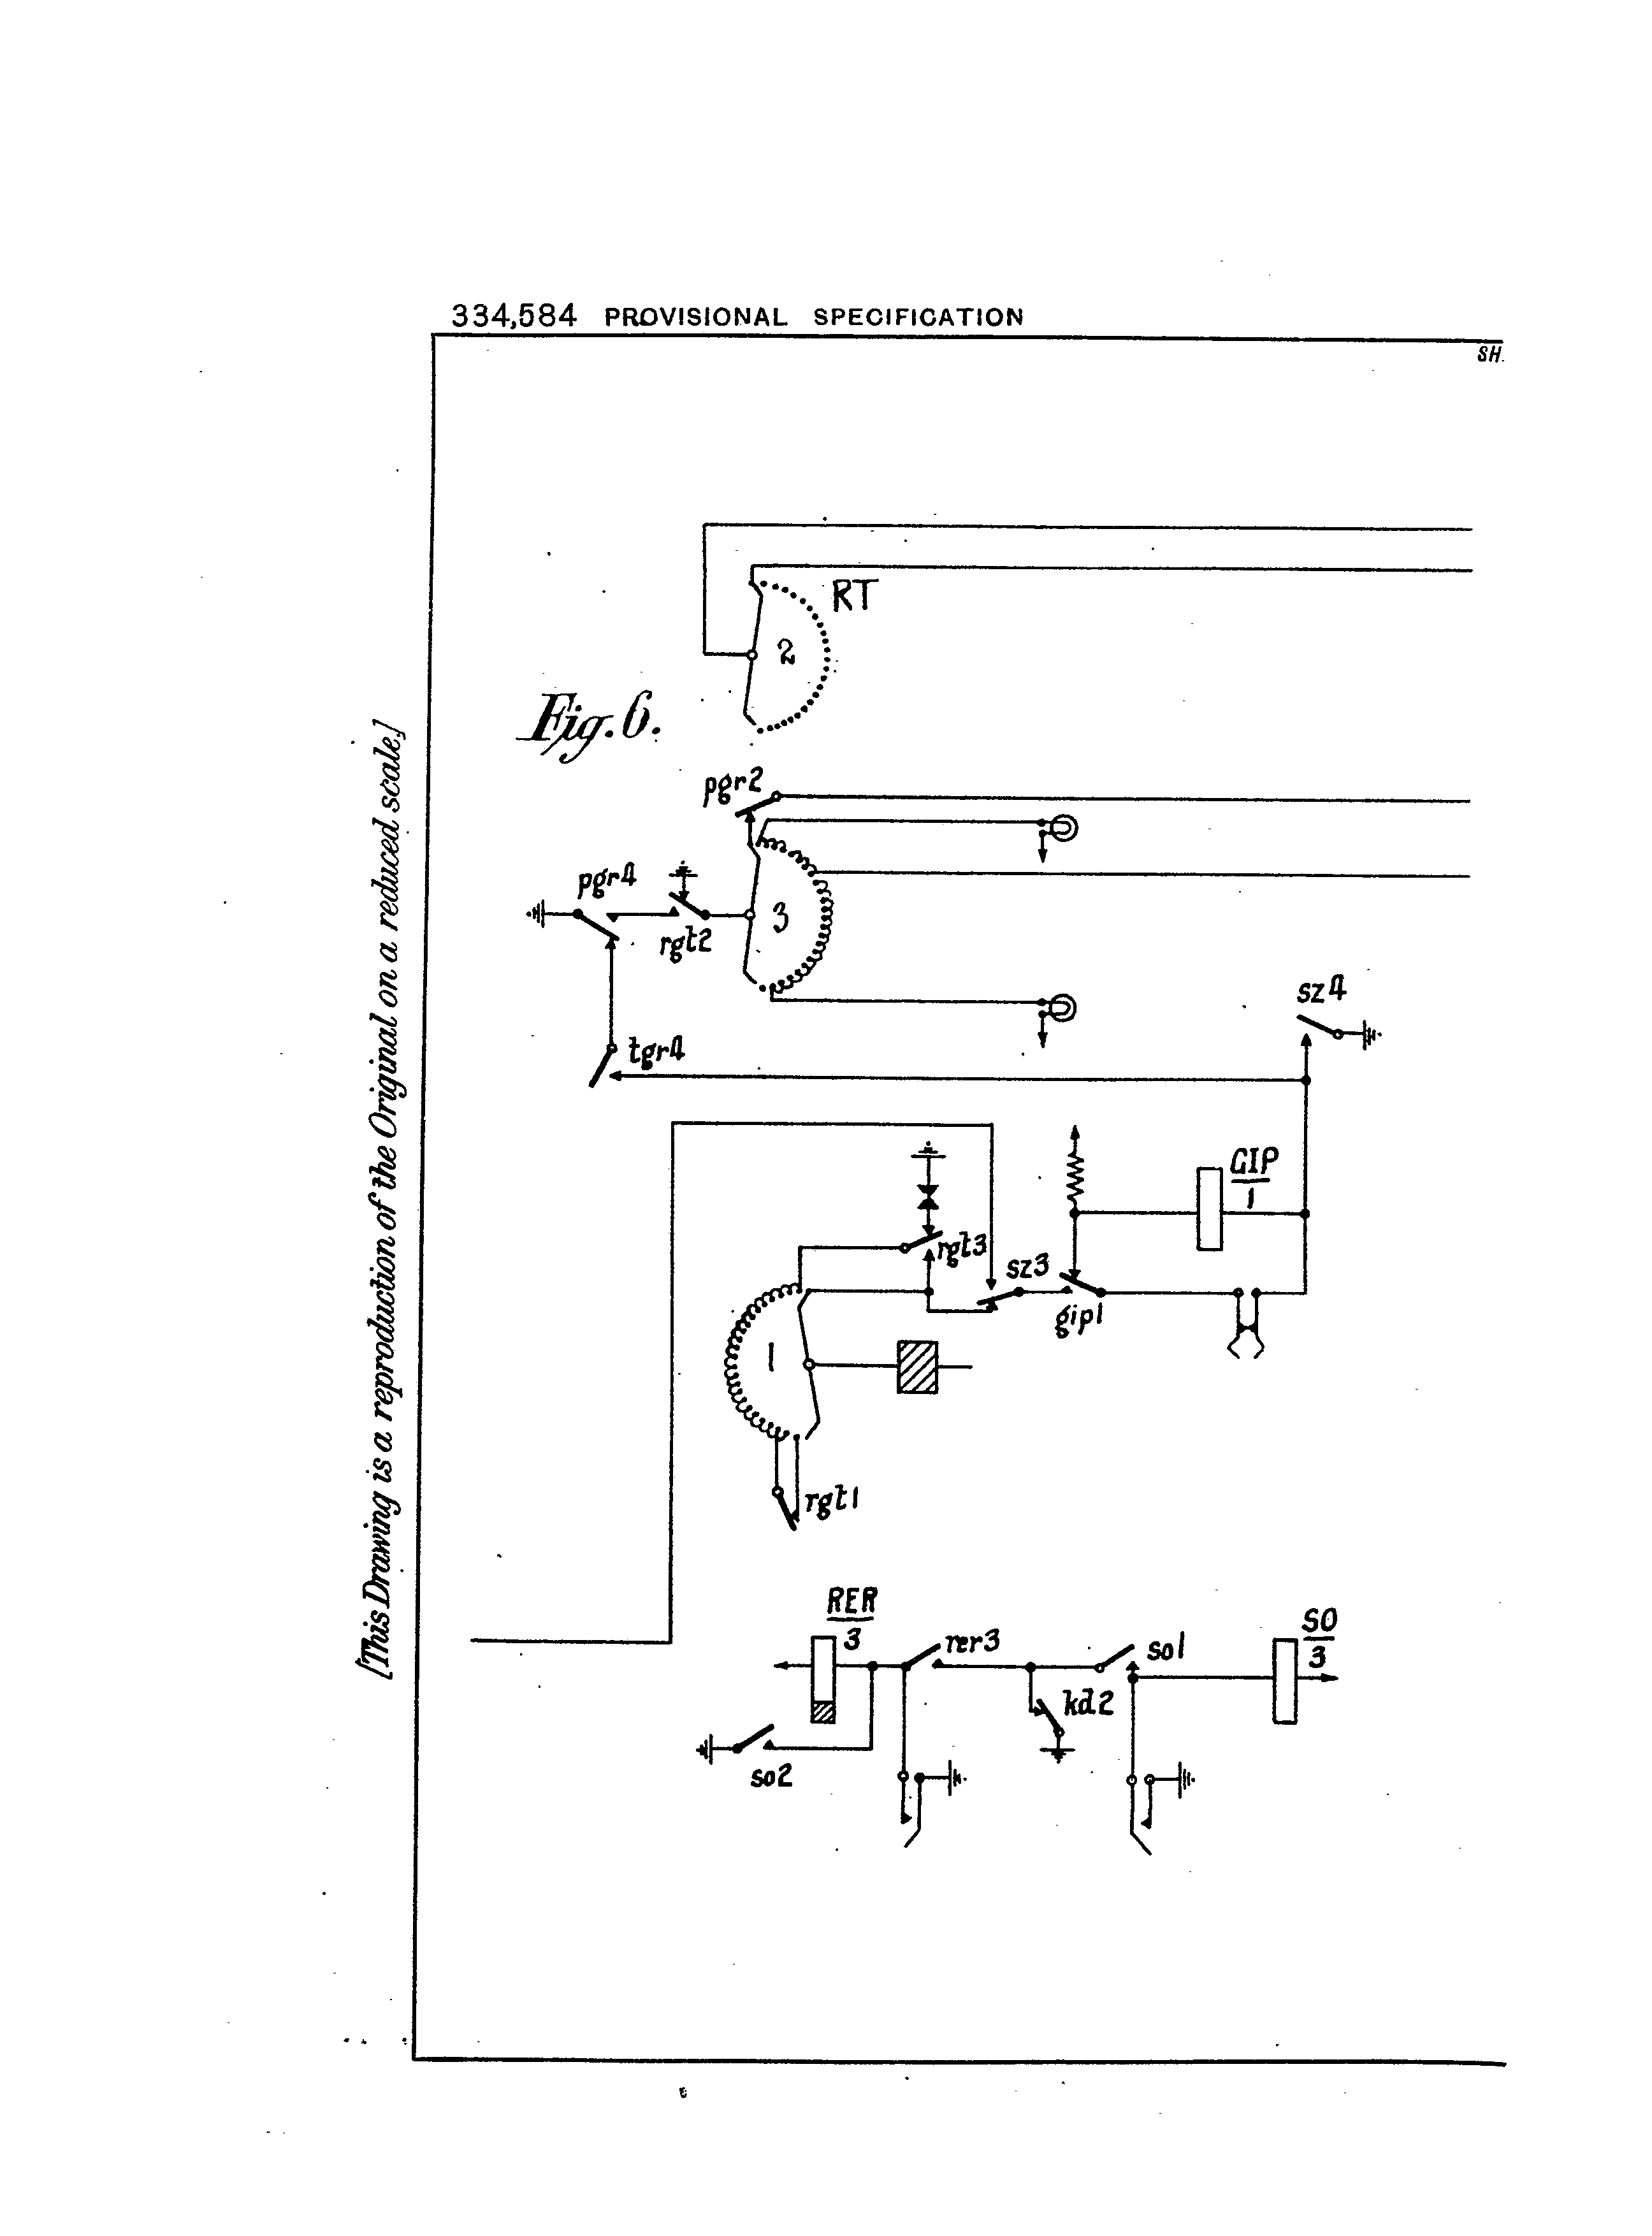 334,584 PROVISIONAL SPECIFICATION
SH.
RT
2
Fig. 6.
pgr2
pgr4
rgt2
3
sz4
tgr4
GIP
1
rgt3
sz3
gip1
1
rgt1
RER
3
rer3
so1
SO
3
kd2
so2
[This Drawing is a reproduction of the Original on a reduced scale.]